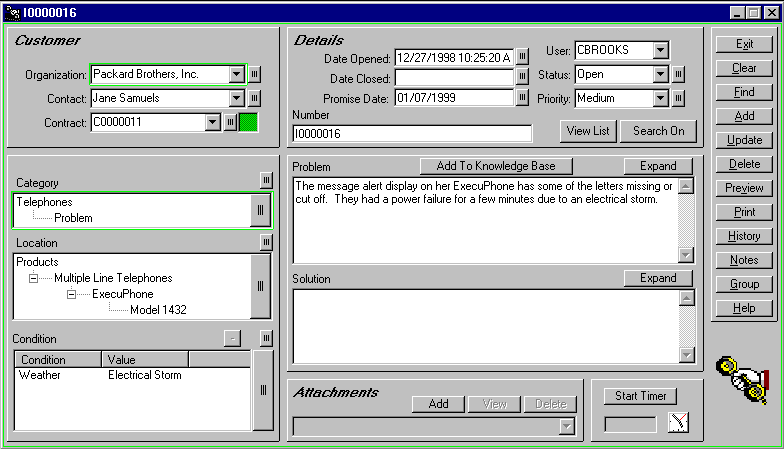 I0000016
Customer
Organization: Packard Brothers, Inc.
Contact: Jane Samuels
Contract: C0000011
Details
Date Opened: 12/27/1998 10:25:20 A
Date Closed:
Promise Date: 01/07/1999
User: CBROOKS
Status: Open
Priority: Medium
Number
I0000016
View List Search On
Category
Telephones
Problem
Location
Products
Multiple Line Telephones
ExecuPhone
Model 1432
Condition -
Condition Value
Weather Electrical Storm
Problem Add To Knowledge Base Expand
The message alert display on her ExecuPhone has some of the letters missing or
cut off. They had a power failure for a few minutes due to an electrical storm.
Solution Expand
Attachments
Add View Delete
Start Timer
Exit
Clear
Find
Add
Update
Delete
Preview
Print
History
Notes
Group
Help